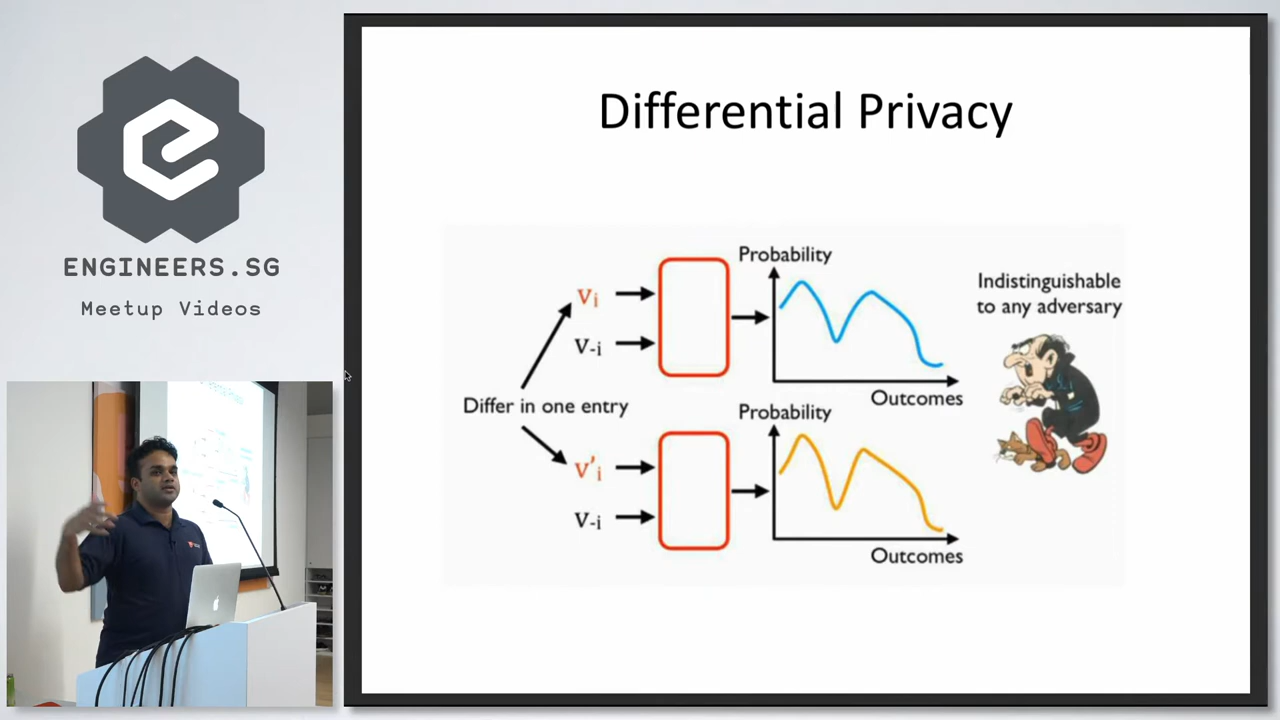 ENGINEERS.SG
Meetup Videos
Differential Privacy
Probability
Vi
V-i
Outcomes
Indistinguishable
to any adversary
Differ in one entry
Probability
V'i
V-i
Outcomes